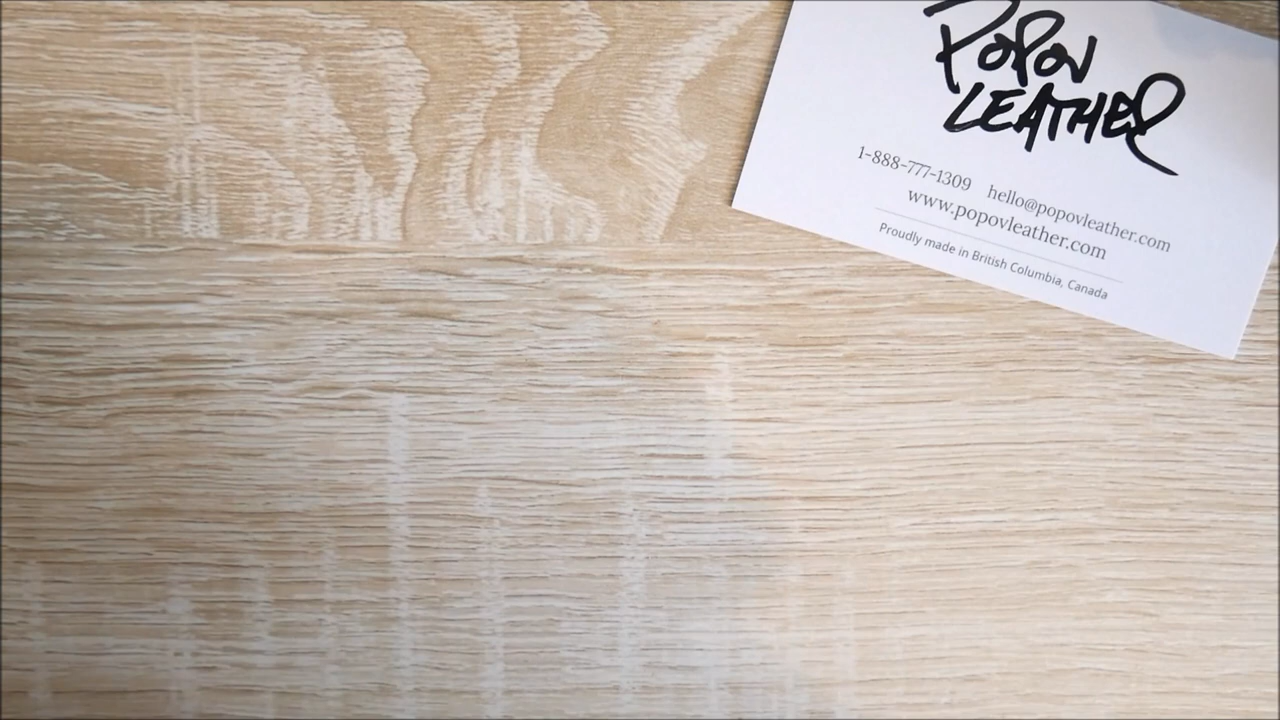 Popov
LEATHER
1-888-777-1309 hello@popovleather.com
www.popovleather.com
Proudly made in British Columbia, Canada